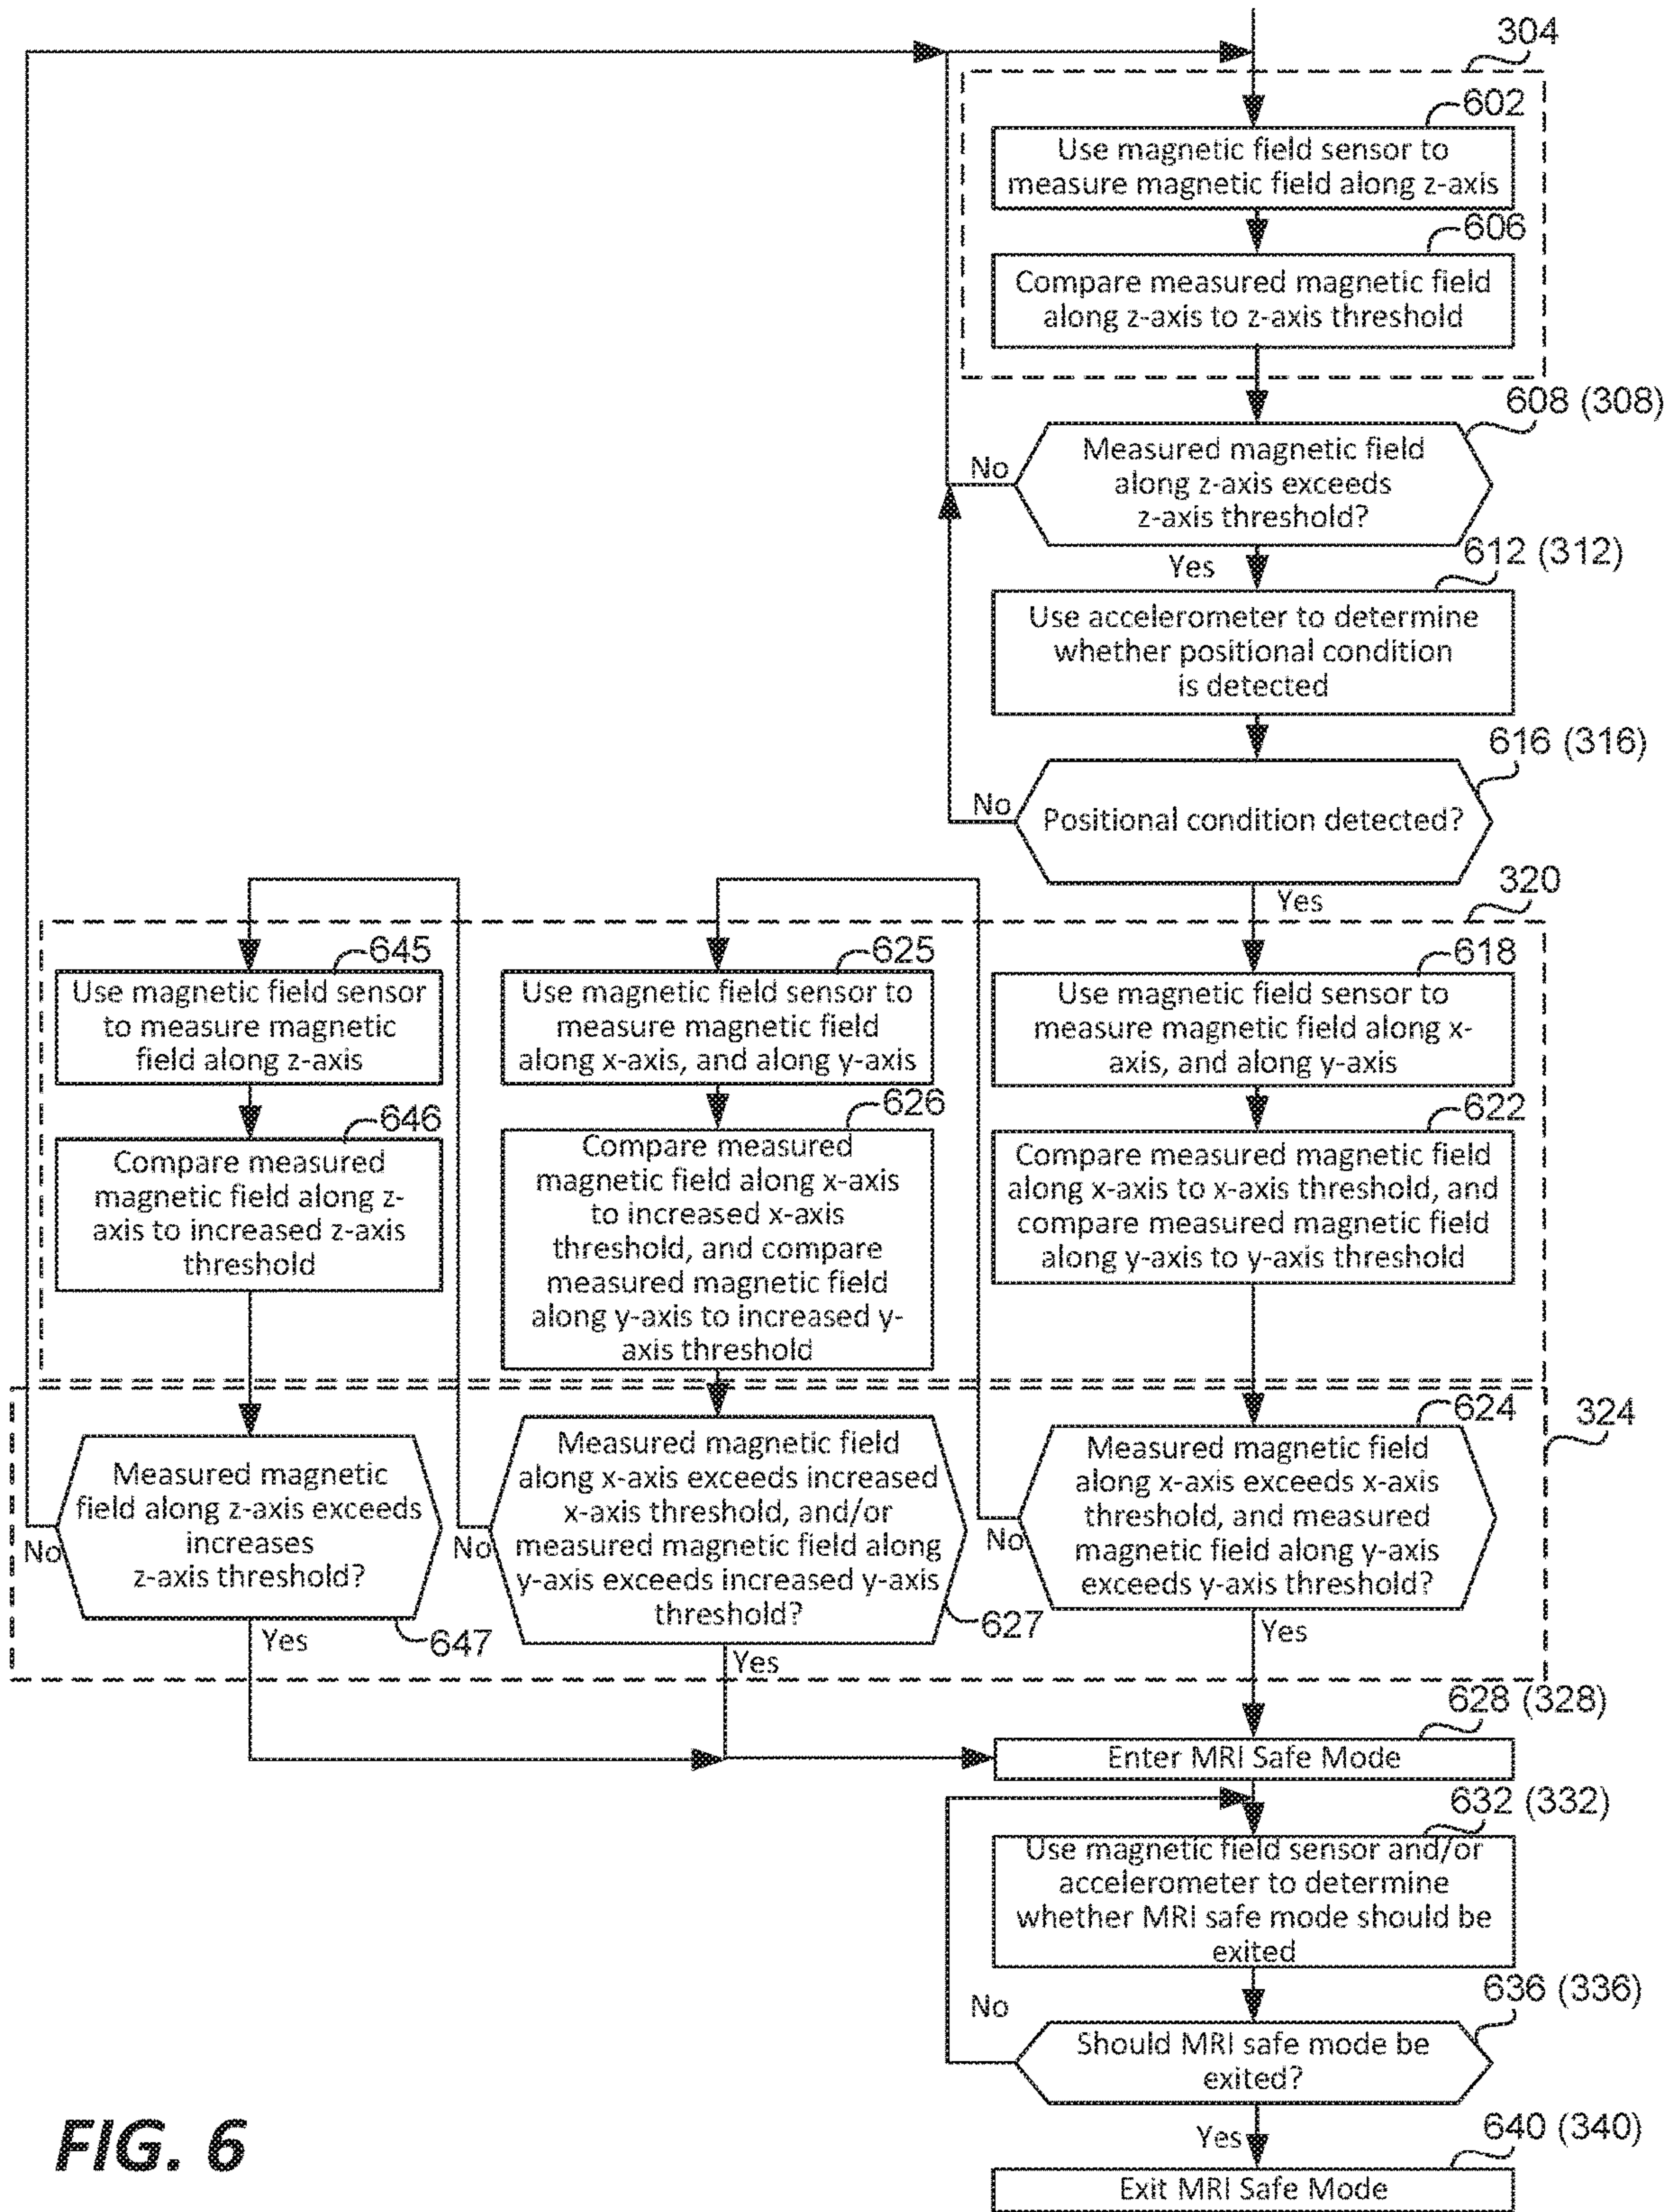 304
602
Use magnetic field sensor to
measure magnetic field along z-axis
606
Compare measured magnetic field
along z-axis to z-axis threshold
608 (308)
Measured magnetic field
along z-axis exceeds
z-axis threshold?
No
Yes
612 (312)
Use accelerometer to determine
whether positional condition
is detected
616 (316)
Positional condition detected?
No
Yes
320
645
Use magnetic field sensor
to measure magnetic
field along z-axis
625
Use magnetic field sensor to
measure magnetic field
along x-axis, and along y-axis
618
Use magnetic field sensor to
measure magnetic field along x-
axis, and along y-axis
646
Compare measured
magnetic field along z-
axis to increased z-axis
threshold
626
Compare measured
magnetic field along x-axis
to increased x-axis
threshold, and compare
measured magnetic field
along y-axis to increased y-
axis threshold
622
Compare measured magnetic field
along x-axis to x-axis threshold, and
compare measured magnetic field
along y-axis to y-axis threshold
324
Measured magnetic
field along z-axis exceeds
increases
z-axis threshold?
No
Yes
647
Measured magnetic field
along x-axis exceeds increased
x-axis threshold, and/or
measured magnetic field along
y-axis exceeds increased y-axis
threshold?
No
Yes
627
624
Measured magnetic field
along x-axis exceeds x-axis
threshold, and measured
magnetic field along y-axis
exceeds y-axis threshold?
No
Yes
628 (328)
Enter MRI Safe Mode
632 (332)
Use magnetic field sensor and/or
accelerometer to determine
whether MRI safe mode should be
exited
636 (336)
No
Should MRI safe mode be
exited?
Yes
640 (340)
Exit MRI Safe Mode
FIG. 6